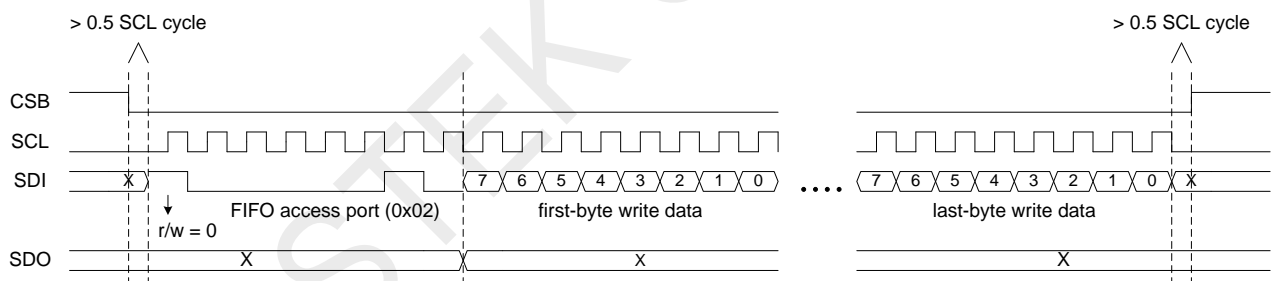 > 0.5 SCL cycle > 0.5 SCL cycle
CSB
SCL
SDI X 7 6 5 4 3 2 1 0 .... 7 6 5 4 3 2 1 0 X
FIFO access port (0x02) first-byte write data last-byte write data
r/w = 0
SDO X X X
STEK